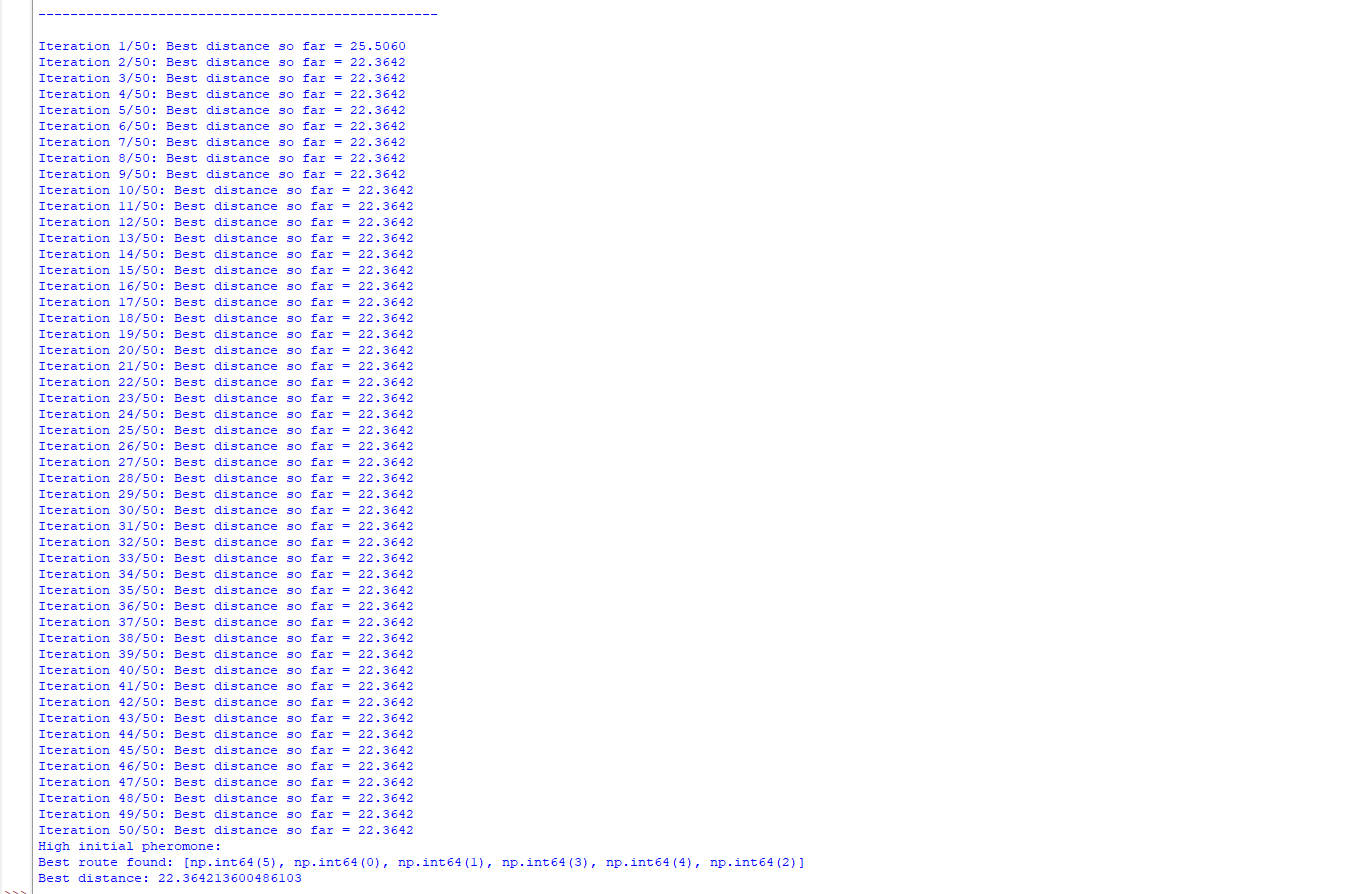 --------------------------------------------------
Iteration 1/50: Best distance so far = 25.5060
Iteration 2/50: Best distance so far = 22.3642
Iteration 3/50: Best distance so far = 22.3642
Iteration 4/50: Best distance so far = 22.3642
Iteration 5/50: Best distance so far = 22.3642
Iteration 6/50: Best distance so far = 22.3642
Iteration 7/50: Best distance so far = 22.3642
Iteration 8/50: Best distance so far = 22.3642
Iteration 9/50: Best distance so far = 22.3642
Iteration 10/50: Best distance so far = 22.3642
Iteration 11/50: Best distance so far = 22.3642
Iteration 12/50: Best distance so far = 22.3642
Iteration 13/50: Best distance so far = 22.3642
Iteration 14/50: Best distance so far = 22.3642
Iteration 15/50: Best distance so far = 22.3642
Iteration 16/50: Best distance so far = 22.3642
Iteration 17/50: Best distance so far = 22.3642
Iteration 18/50: Best distance so far = 22.3642
Iteration 19/50: Best distance so far = 22.3642
Iteration 20/50: Best distance so far = 22.3642
Iteration 21/50: Best distance so far = 22.3642
Iteration 22/50: Best distance so far = 22.3642
Iteration 23/50: Best distance so far = 22.3642
Iteration 24/50: Best distance so far = 22.3642
Iteration 25/50: Best distance so far = 22.3642
Iteration 26/50: Best distance so far = 22.3642
Iteration 27/50: Best distance so far = 22.3642
Iteration 28/50: Best distance so far = 22.3642
Iteration 29/50: Best distance so far = 22.3642
Iteration 30/50: Best distance so far = 22.3642
Iteration 31/50: Best distance so far = 22.3642
Iteration 32/50: Best distance so far = 22.3642
Iteration 33/50: Best distance so far = 22.3642
Iteration 34/50: Best distance so far = 22.3642
Iteration 35/50: Best distance so far = 22.3642
Iteration 36/50: Best distance so far = 22.3642
Iteration 37/50: Best distance so far = 22.3642
Iteration 38/50: Best distance so far = 22.3642
Iteration 39/50: Best distance so far = 22.3642
Iteration 40/50: Best distance so far = 22.3642
Iteration 41/50: Best distance so far = 22.3642
Iteration 42/50: Best distance so far = 22.3642
Iteration 43/50: Best distance so far = 22.3642
Iteration 44/50: Best distance so far = 22.3642
Iteration 45/50: Best distance so far = 22.3642
Iteration 46/50: Best distance so far = 22.3642
Iteration 47/50: Best distance so far = 22.3642
Iteration 48/50: Best distance so far = 22.3642
Iteration 49/50: Best distance so far = 22.3642
Iteration 50/50: Best distance so far = 22.3642
High initial pheromone:
Best route found: [np.int64(5), np.int64(0), np.int64(1), np.int64(3), np.int64(4), np.int64(2)]
Best distance: 22.364213600486103
>>>